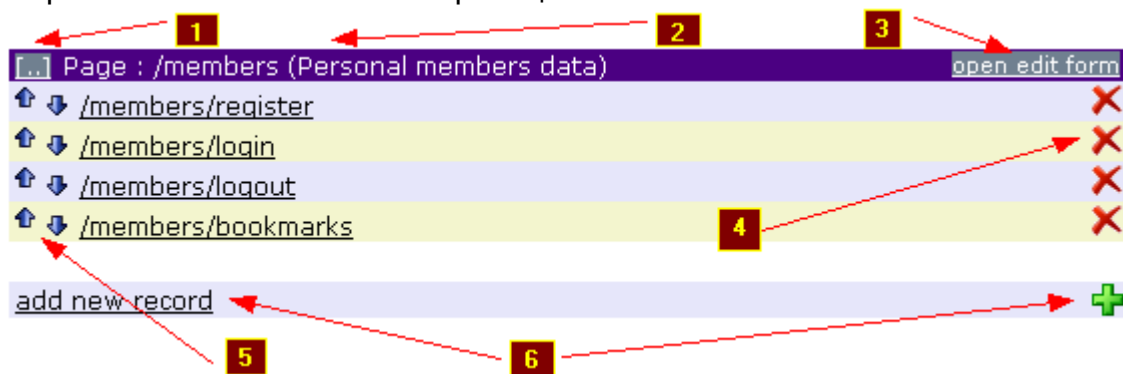 1 2 3
[..] Page : /members (Personal members data) open edit form
/members/register
/members/login
/members/logout
/members/bookmarks
4
add new record
5 6